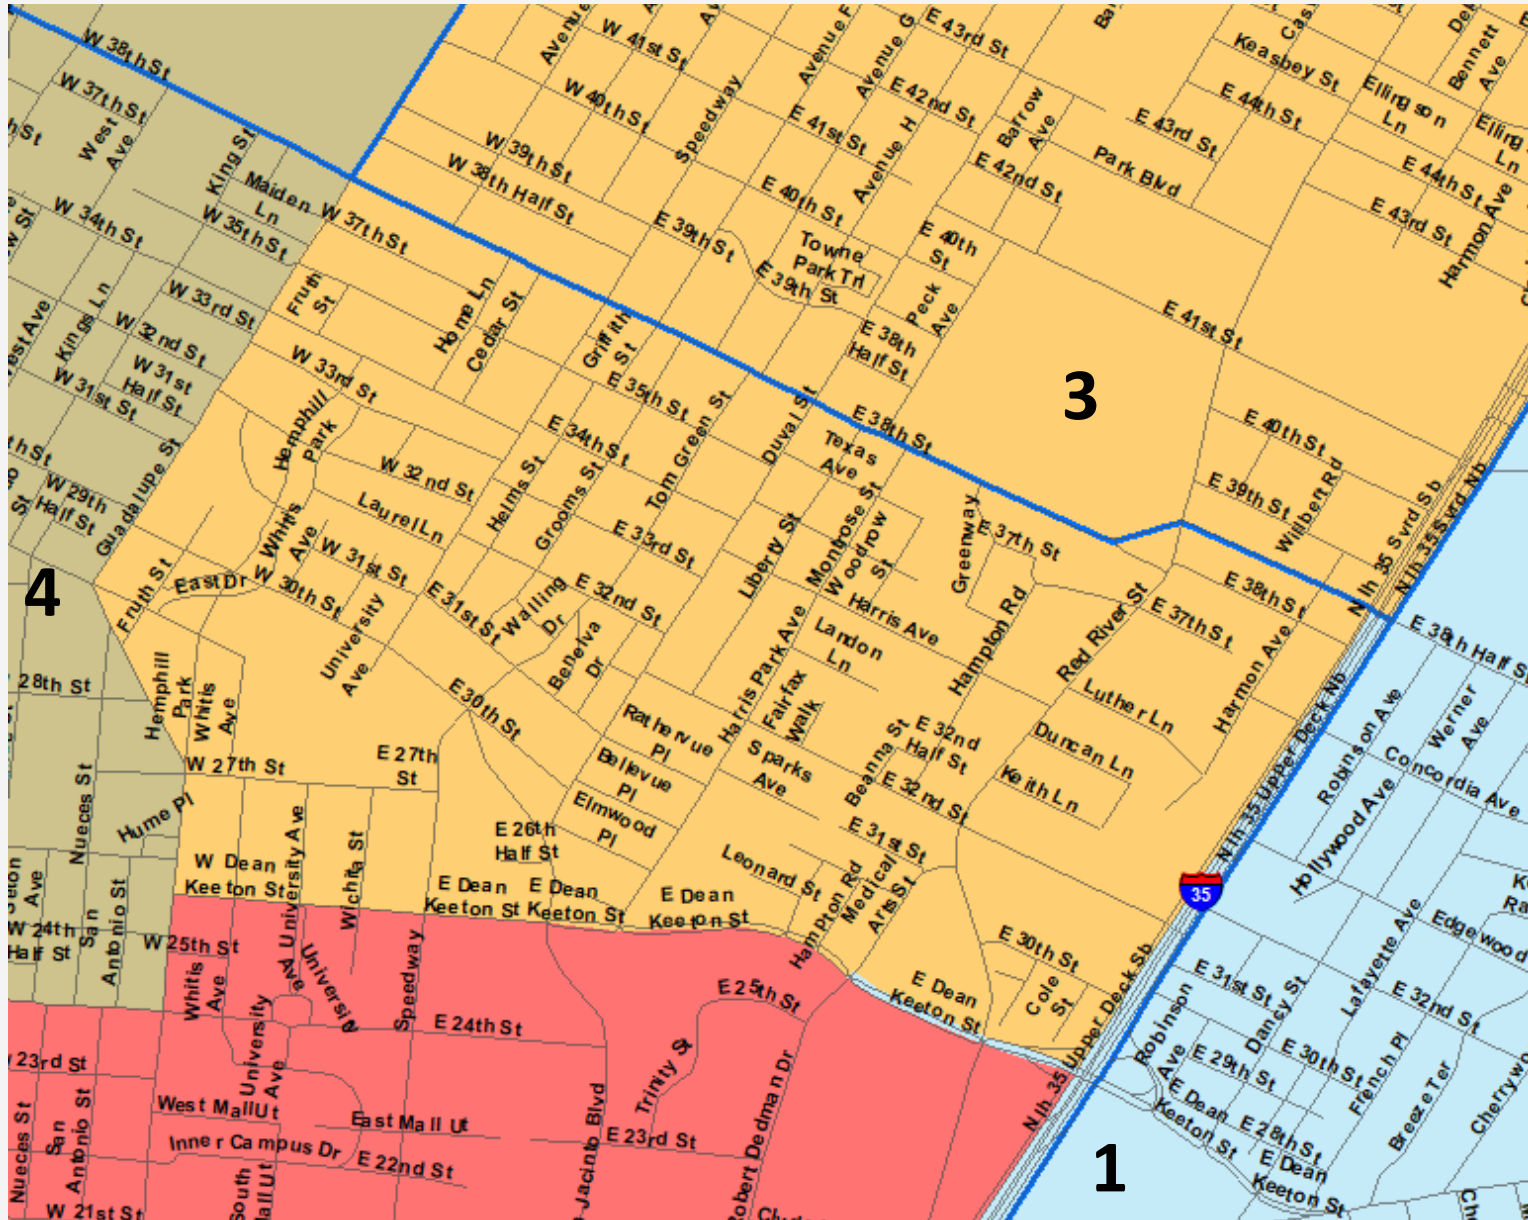 W 38th St
W 37th St
West
Ave
King St
Maiden
Ln
W 35th St
W 34th St
W 33rd St
W 32nd St
W 31st
Half St
W 31st St
Kings Ln
W 29th
Half St
Guadalupe St
4
28th St
Nueces St
Hume Pl
San
Antonio St
W 24th
Half St
W 41st St
W 40th St
W 39th St
W 38th Half St
W 37th St
Speedway
Avenue F
Avenue G
Avenue H
E 43rd St
E 42nd St
E 41st St
E 40th St
E 39th St
Towne
Park Trl
E 39th St
E 40th
St
Peck
Ave
E 38th
Half St
Barrow
Ave
E 42nd St
E 43rd St
Park Blvd
Keasbey St
E 44th St
Ellingson
Ln
Bennett
Ave
E 44th St
E 43rd St
Harmon Ave
E 41st St
3
E 40th St
E 39th St
Wilbert Rd
N Ih 35 Svrd Sb
N Ih 35 Svrd Nb
E 38th St
Fruth
St
Home Ln
Cedar St
Griffith
St
W 33rd St
Hemphill
Park
E 35th St
E 34th St
Tom Green St
Duval St
Texas
Ave
W 32nd St
Laurel Ln
Helms St
Grooms St
E 33rd St
Liberty St
Montrose St
Woodrow
St
Greenway
E 37th St
Whitis
Ave
W 31st St
W 30th St
East Dr
Fruth St
University
Ave
E 31st St
Walling
Dr
E 32nd St
Benelva
Dr
Harris Ave
Landon
Ln
Harris Park Ave
Fairfax
Walk
Hampton Rd
Red River St
E 37th St
E 38th St
Harmon Ave
Luther Ln
Duncan Ln
Keith Ln
E 38th Half St
Hemphill
Park
Whitis
Ave
W 27th St
E 27th
St
E 30th St
Rathervue
Pl
Bellevue
Pl
Elmwood
Pl
Sparks
Ave
Beanna St
E 32nd
Half St
E 32nd St
E 31st St
Leonard St
Hampton Rd
Medical
Arts St
E 26th
Half St
W Dean
Keeton St
University Ave
Wichita St
E Dean
Keeton St
E Dean
Keeton St
E Dean
Keeton St
E Dean
Keeton St
E 30th St
Cole
St
N Ih 35 Upper Deck Nb
N Ih 35 Upper Deck Sb
35
Robinson Ave
Werner
Ave
Concordia Ave
Hollywood Ave
Lafayette Ave
Edgewood
E 31st St
Dancy St
E 32nd St
Robinson
Ave
E 29th St
E 30th St
French Pl
Breeze Ter
E Dean
Keeton St
E 28th St
E Dean
Keeton St
1
W 25th St
Whitis
Ave
University
Ave
Speedway
E 24th St
E 25th St
Trinity St
23rd St
West Mall Ut
East Mall Ut
Inner Campus Dr
E 22nd St
E 23rd St
San
Antonio St
Nueces St
W 21st St
South
Jacinto Blvd
Robert Dedman Dr